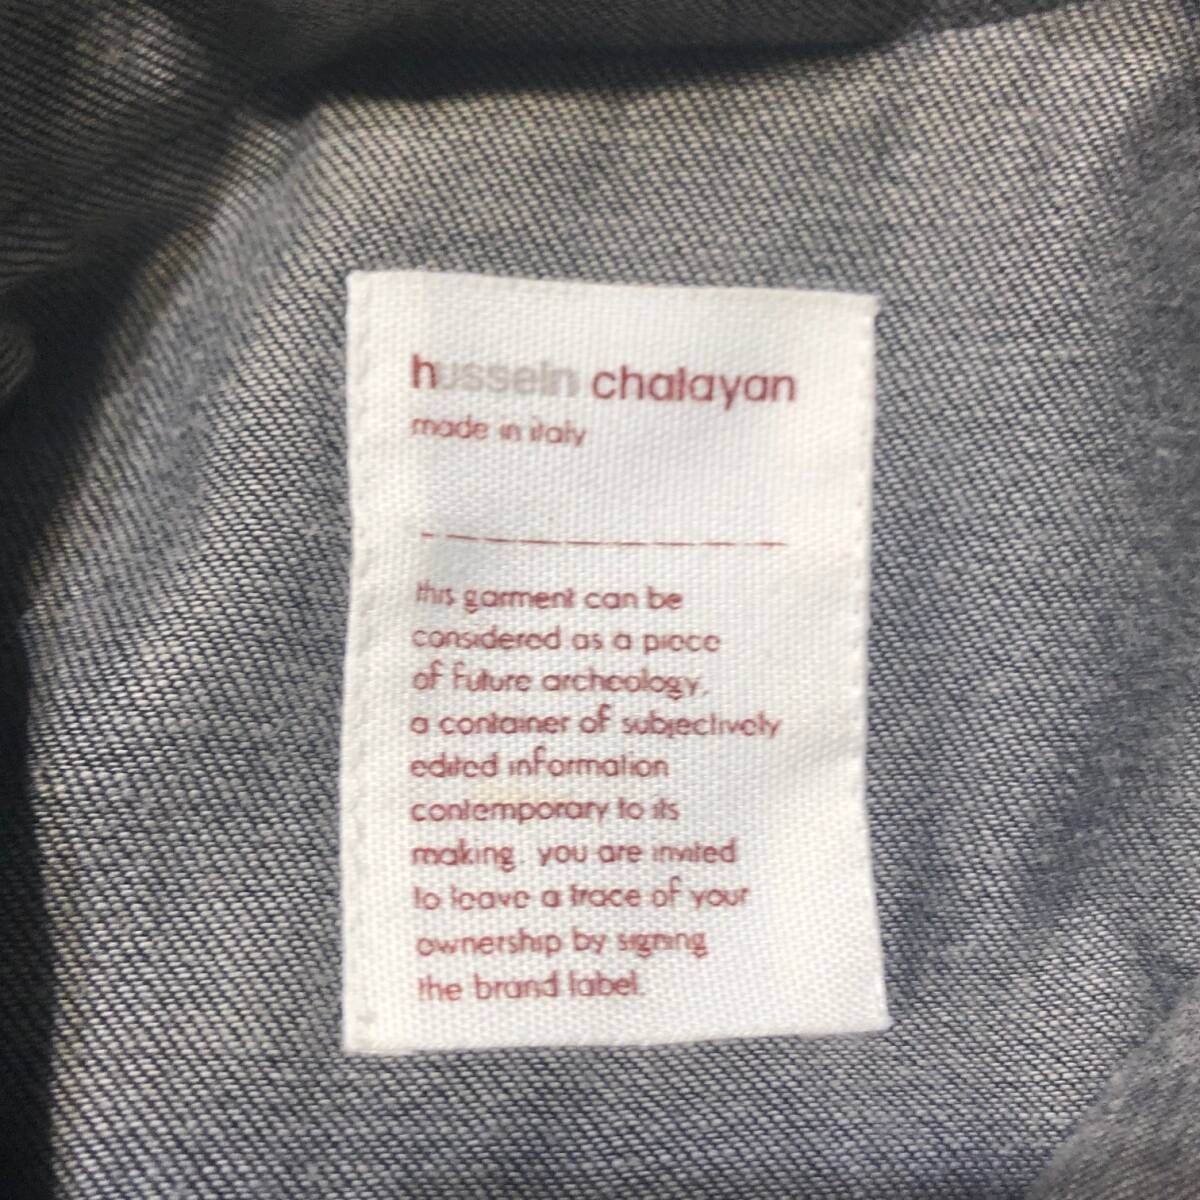 hussein chalayan
made in italy
this garment can be
considered as a piece
of future archeology,
a container of subjectively
edited information
contemporary to its
making. you are invited
to leave a trace of your
ownership by signing
the brand label.